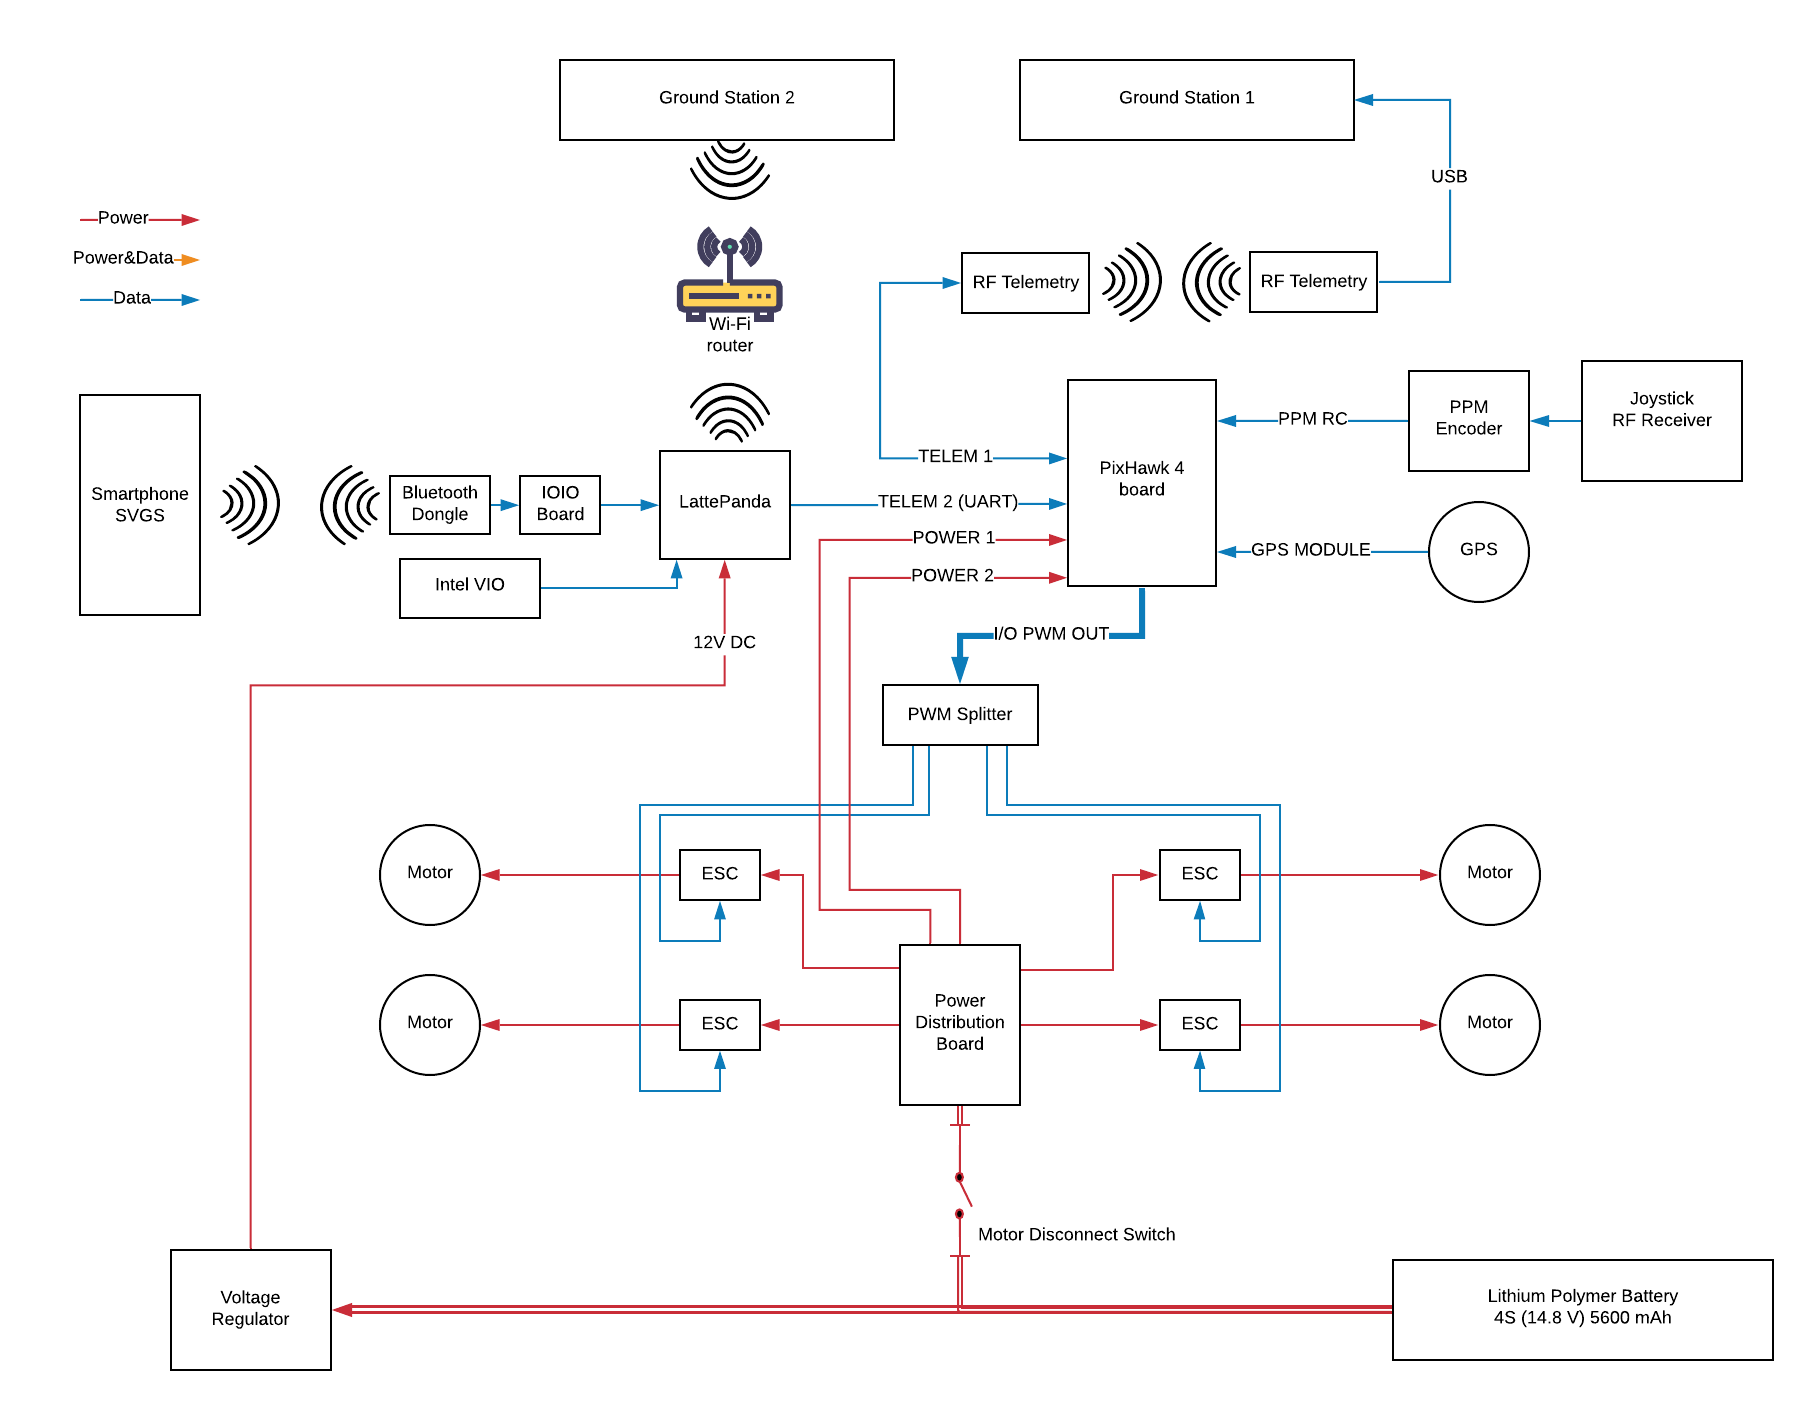 Ground Station 2
Ground Station 1
USB
Power
Power&Data
Data
RF Telemetry
RF Telemetry
Wi-Fi
router
Smartphone
SVGS
Bluetooth
Dongle
IOIO
Board
LattePanda
Intel VIO
12V DC
TELEM 1
TELEM 2 (UART)
POWER 1
POWER 2
PixHawk 4
board
PPM RC
PPM
Encoder
Joystick
RF Receiver
GPS MODULE
GPS
I/O PWM OUT
PWM Splitter
Motor
ESC
ESC
Motor
Motor
ESC
Power
Distribution
Board
ESC
Motor
Motor Disconnect Switch
Voltage
Regulator
Lithium Polymer Battery
4S (14.8 V) 5600 mAh